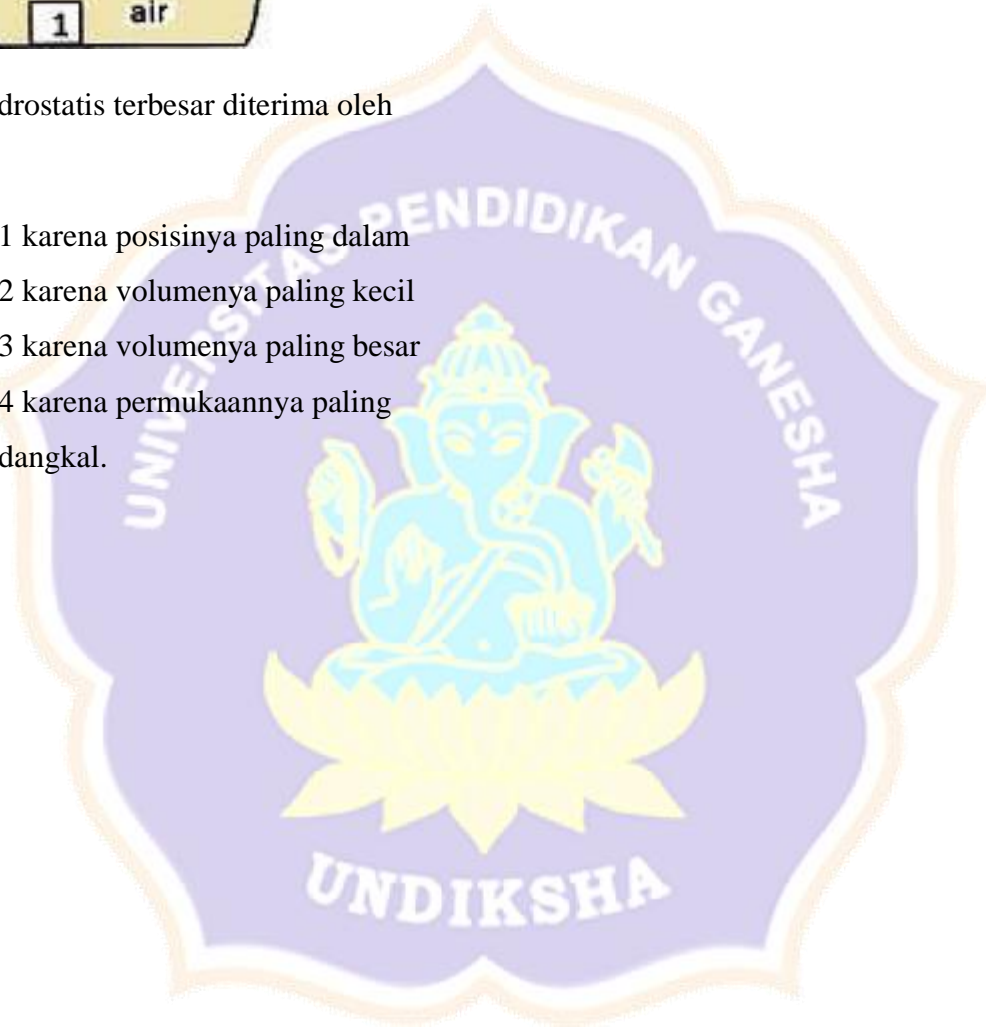 1 air
drostatis terbesar diterima oleh
1 karena posisinya paling dalam
2 karena volumenya paling kecil
3 karena volumenya paling besar
4 karena permukaannya paling
dangkal.
UNIVERSITAS PENDIDIKAN GANESHA
UNDIKSHA